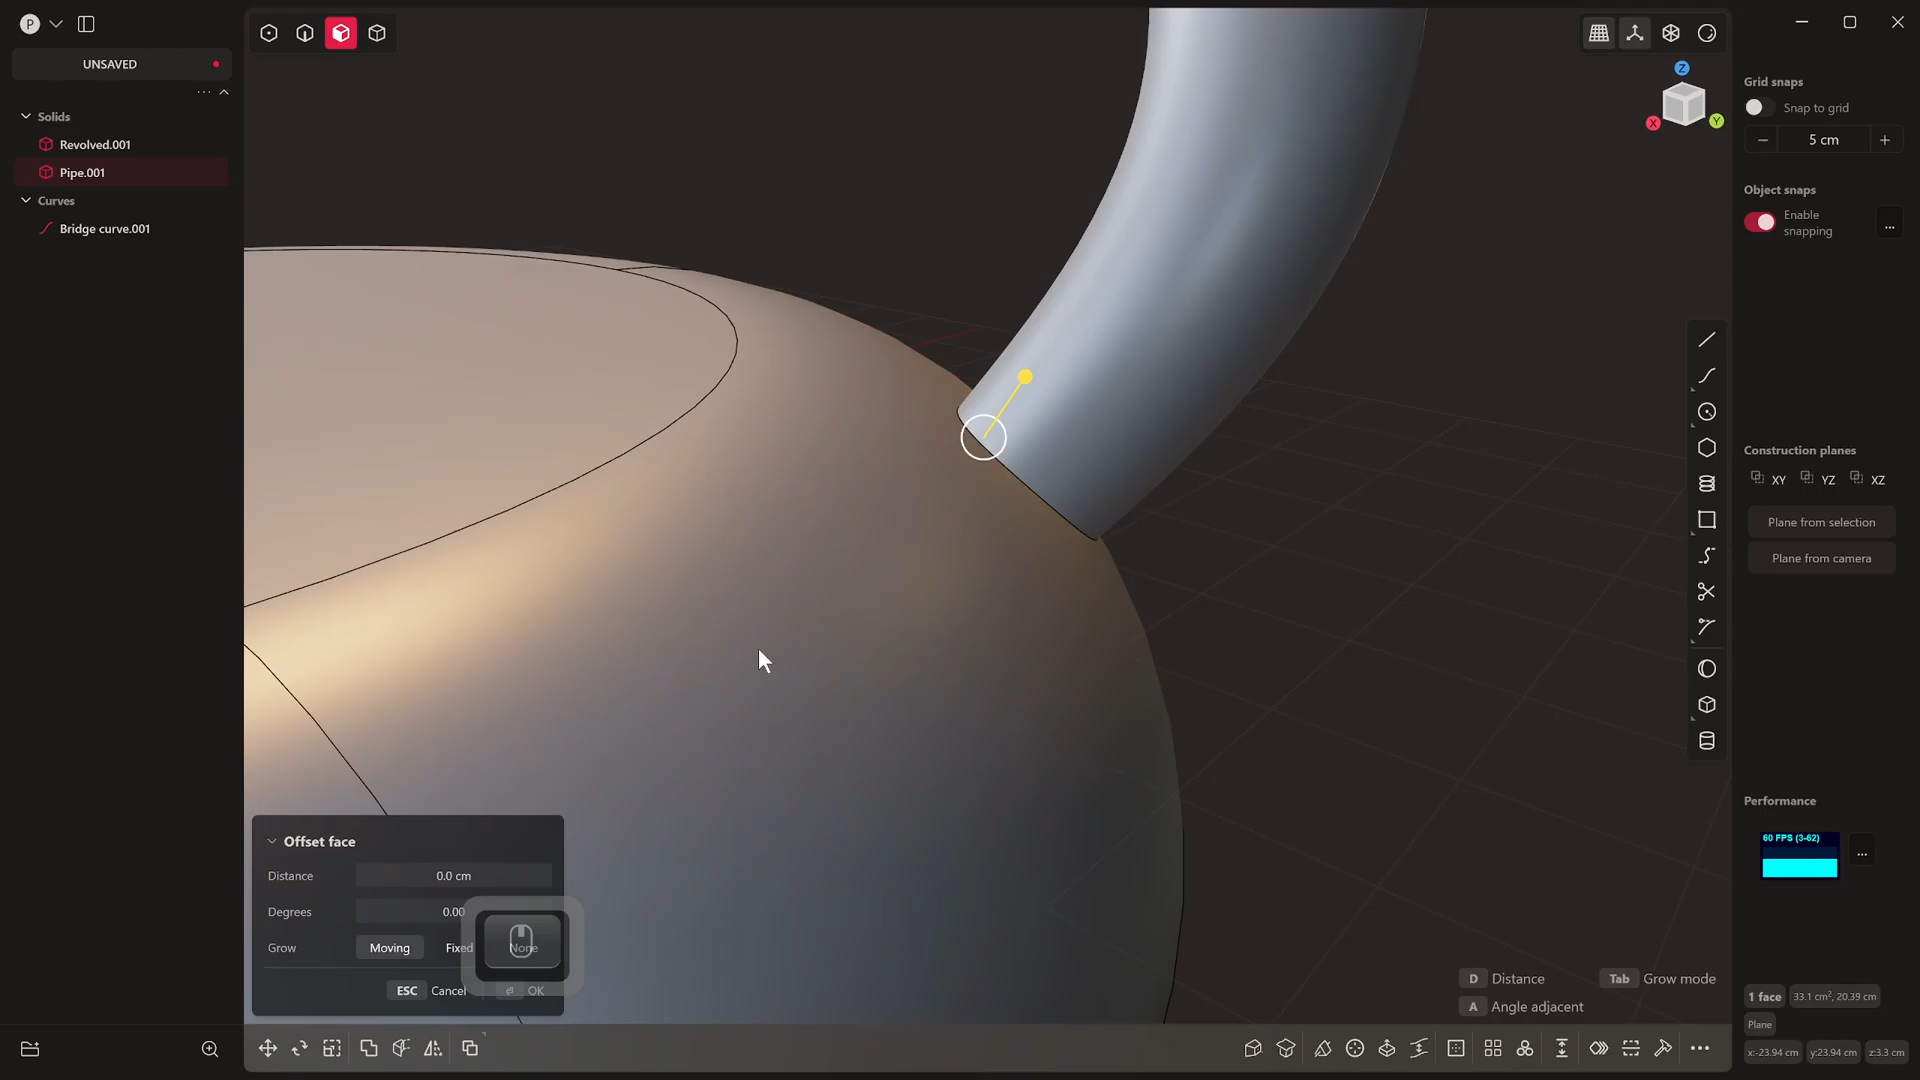 P
UNSAVED
...
Solids
Revolved.001
Pipe.001
Curves
Bridge curve.001
Z
X
Y
Grid snaps
Snap to grid
5 cm
Object snaps
Enable
snapping
...
Construction planes
XY
YZ
XZ
Plane from selection
Plane from camera
Performance
60 FPS (3-62)
...
Offset face
Distance
0.0 cm
Degrees
0.00
Grow
Moving
Fixed
None
ESC
Cancel
OK
D
Distance
Tab
Grow mode
A
Angle adjacent
1 face
33.1 cm², 20.39 cm
Plane
x:-23.94 cm
y:23.94 cm
z:3.3 cm